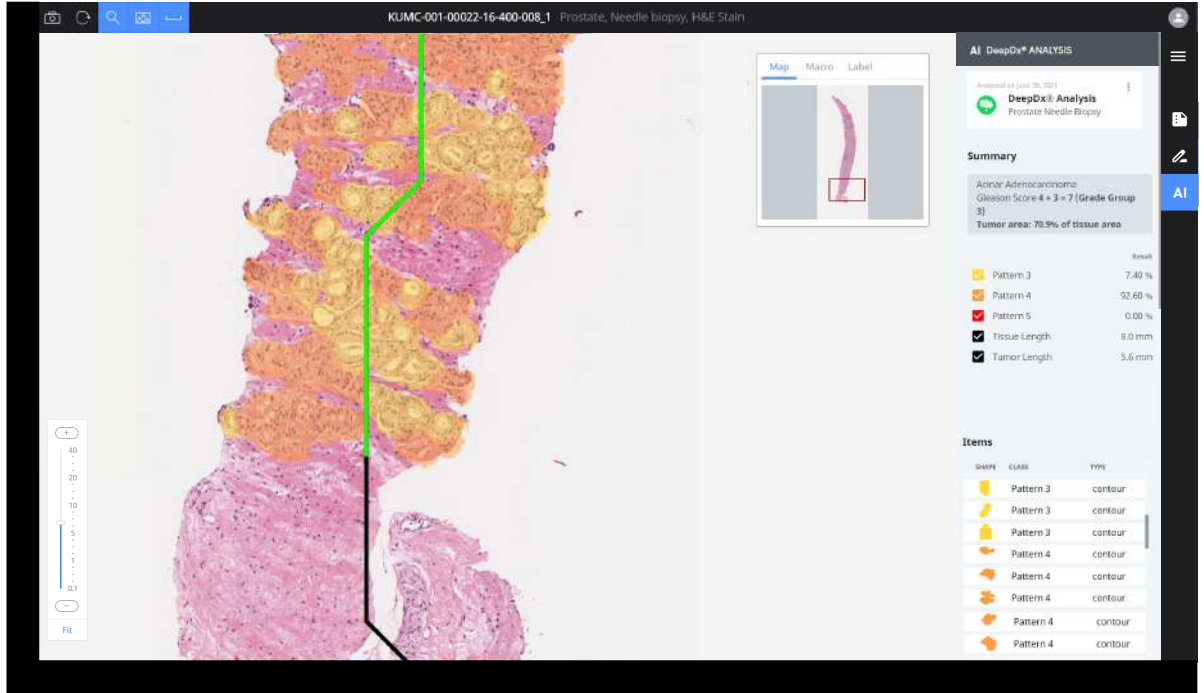 KUMC-001-00022-16-400-008_1 Prostate, Needle biopsy, H&E Stain
Map Macro Label
AI DeepDx® ANALYSIS
Analyzed on June 30, 2021
DeepDx® Analysis
Prostate Needle Biopsy
Summary
Acinar Adenocarcinoma
Gleason Score 4 + 3 = 7 (Grade Group
3)
Tumor area: 70.9% of tissue area
Result
Pattern 3 7.40 %
Pattern 4 92.60 %
Pattern 5 0.00 %
Tissue Length 8.0 mm
Tumor Length 5.6 mm
Items
SHAPE CLASS TYPE
Pattern 3 contour
Pattern 3 contour
Pattern 3 contour
Pattern 4 contour
Pattern 4 contour
Pattern 4 contour
Pattern 4 contour
Pattern 4 contour
AI
+
40
20
10
5
1
0.1
−
Fit